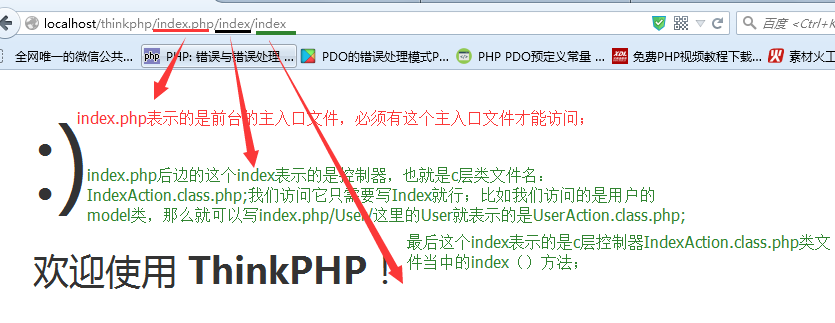 localhost/thinkphp/index.php/index/index
百度 <Ctrl+K
全网唯一的微信公共...
php PHP: 错误与错误处理 ...
PDO的错误处理模式P...
PHP PDO预定义常量 ...
XDL 免费PHP视频教程下载...
素材火工
index.php表示的是前台的主入口文件，必须有这个主入口文件才能访问；
:)
index.php后边的这个index表示的是控制器，也就是c层类文件名：
IndexAction.class.php;我们访问它只需要写Index就行；比如我们访问的是用户的
model类，那么就可以写index.php/User/这里的User就表示的是UserAction.class.php;
最后这个index表示的是c层控制器IndexAction.class.php类文
件当中的index（）方法；
欢迎使用 ThinkPHP！